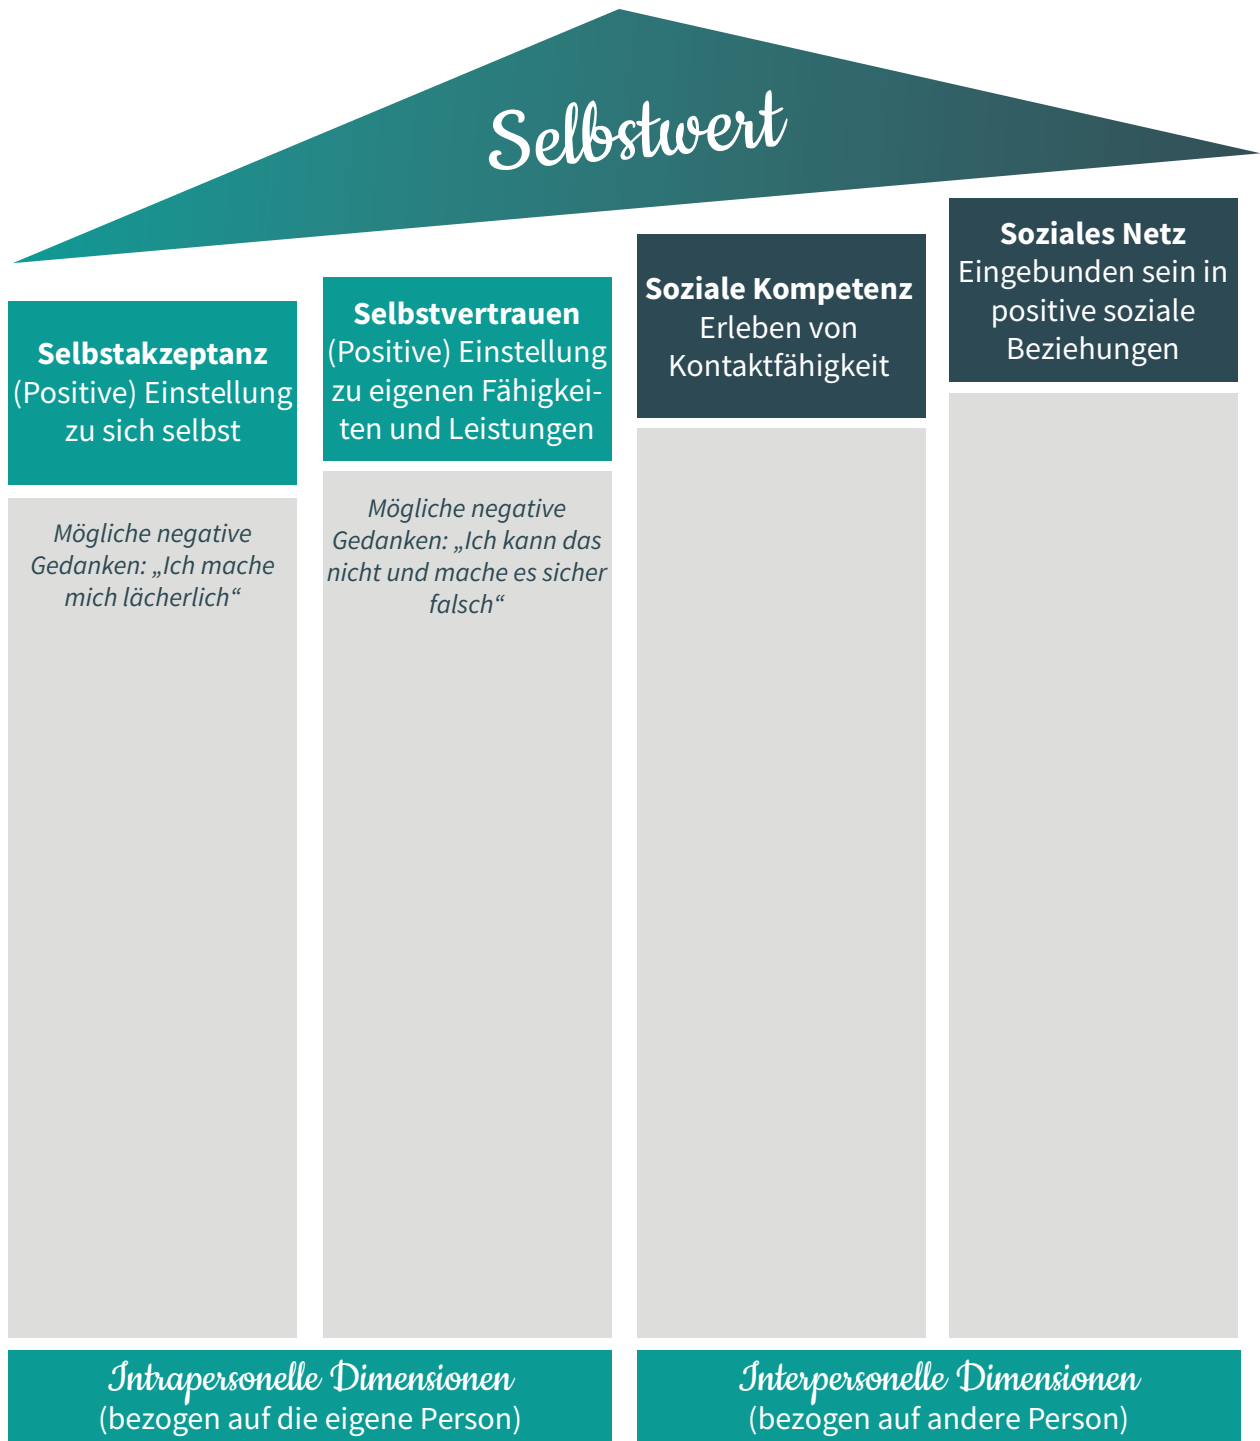 Selbstwert
Selbstakzeptanz
(Positive) Einstellung
zu sich selbst
Mögliche negative
Gedanken: „Ich mache
mich lächerlich“
Selbstvertrauen
(Positive) Einstellung
zu eigenen Fähigkei-
ten und Leistungen
Mögliche negative
Gedanken: „Ich kann das
nicht und mache es sicher
falsch“
Soziale Kompetenz
Erleben von
Kontaktfähigkeit
Soziales Netz
Eingebunden sein in
positive soziale
Beziehungen
Intrapersonelle Dimensionen
(bezogen auf die eigene Person)
Interpersonelle Dimensionen
(bezogen auf andere Person)